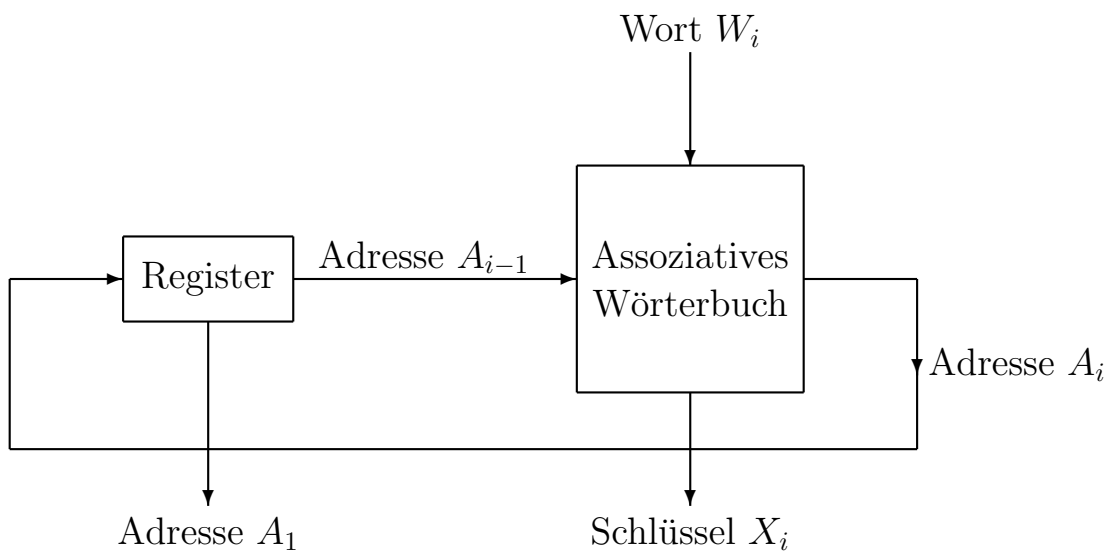 Wort $W_i$
Adresse $A_{i-1}$
Assoziatives
Wörterbuch
Register
Adresse $A_i$
Adresse $A_1$
Schlüssel $X_i$